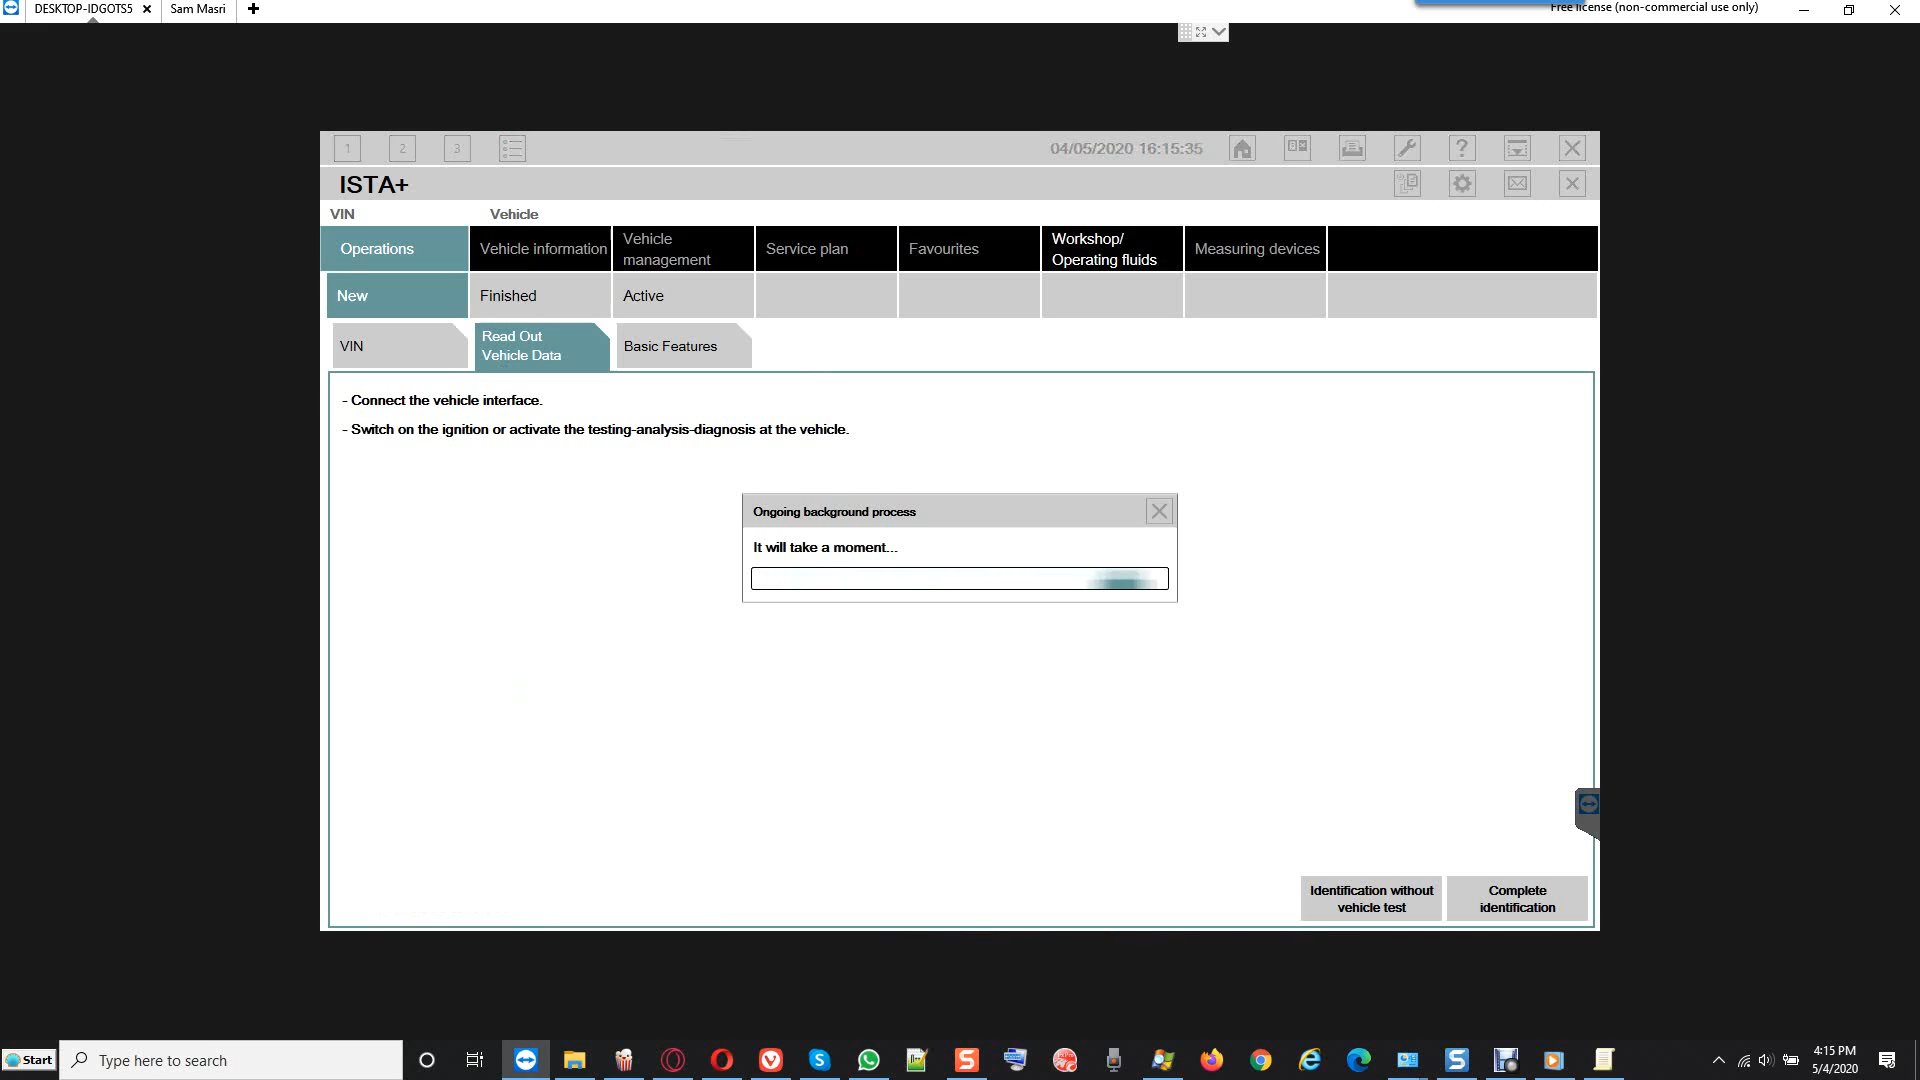 DESKTOP-IDGOTS5
Sam Masri
Free license (non-commercial use only)
1
2
3
04/05/2020 16:15:35
ISTA+
VIN
Vehicle
Operations
Vehicle information
Vehicle
management
Service plan
Favourites
Workshop/
Operating fluids
Measuring devices
New
Finished
Active
VIN
Read Out
Vehicle Data
Basic Features
- Connect the vehicle interface.
- Switch on the ignition or activate the testing-analysis-diagnosis at the vehicle.
Ongoing background process
It will take a moment...
Identification without
vehicle test
Complete
identification
Start
Type here to search
4:15 PM
5/4/2020